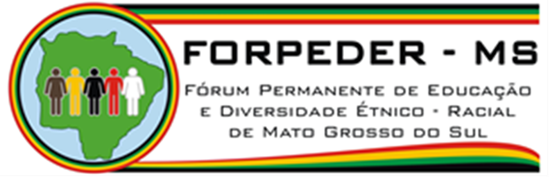 FORPEDER - MS
FÓRUM PERMANENTE DE EDUCAÇÃO
E DIVERSIDADE ÉTNICO - RACIAL
DE MATO GROSSO DO SUL